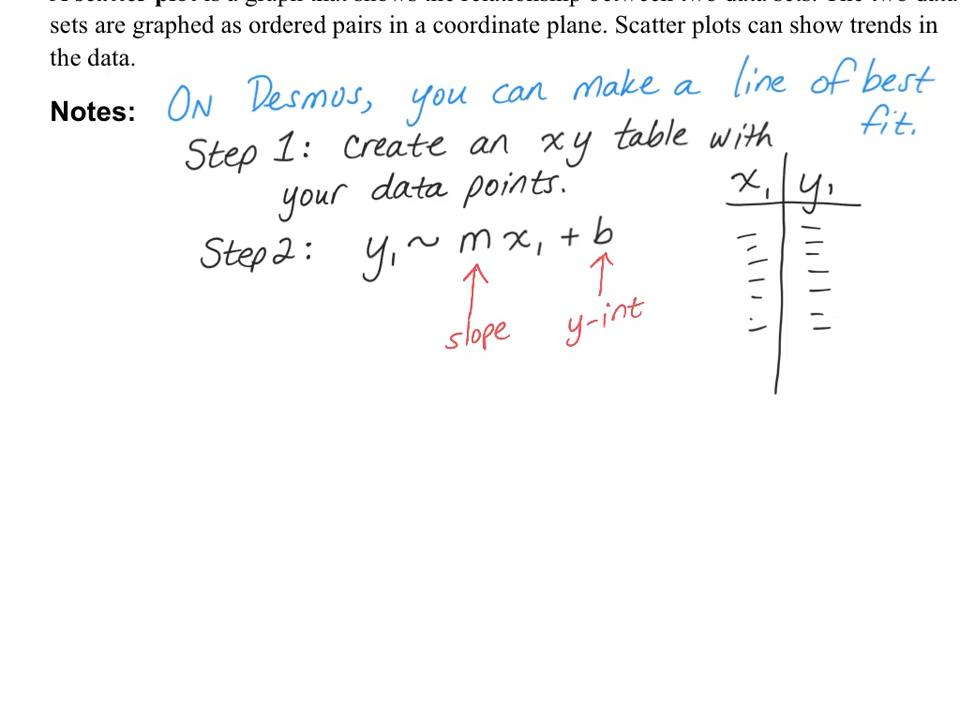 sets are graphed as ordered pairs in a coordinate plane. Scatter plots can show trends in
the data.
Notes: ON Desmos, you can make a line of best
fit.
Step 1: Create an xy table with
your data points.
x₁ y₁
Step 2: y₁ ~ m x₁ + b
slope y-int